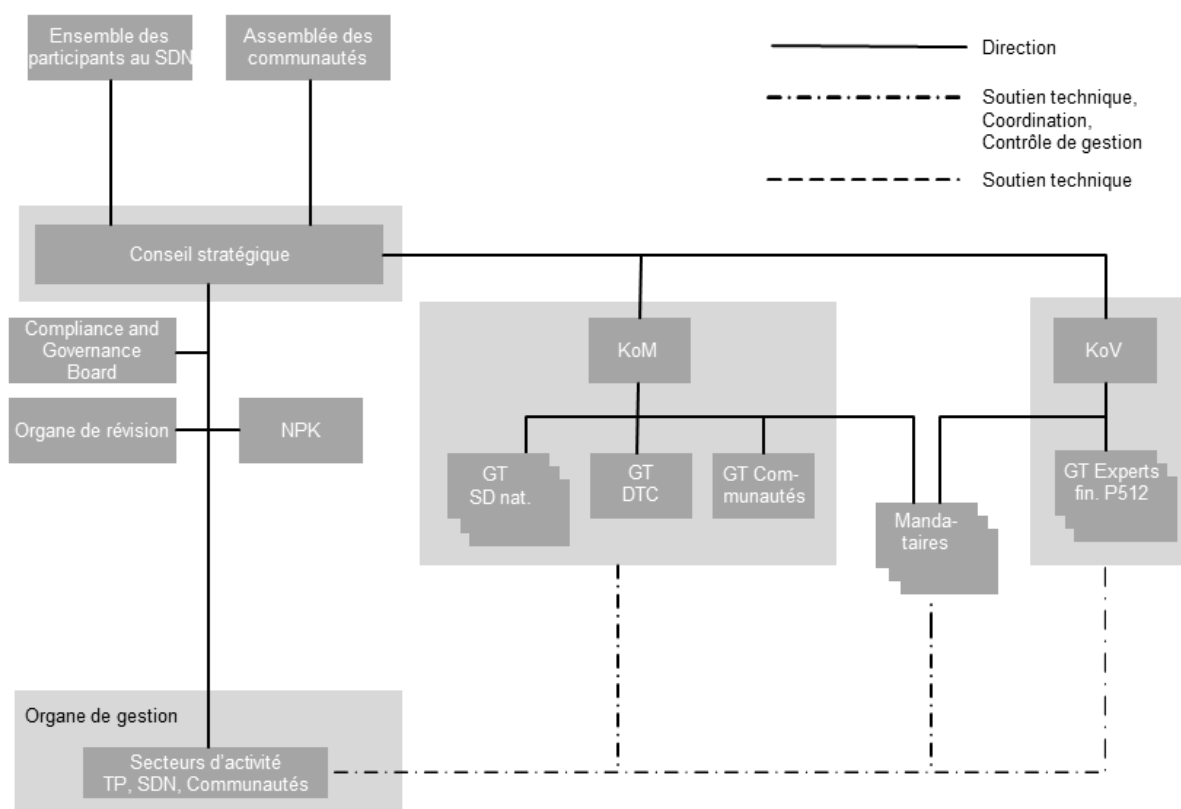 Ensemble des
participants au SDN
Assemblée des
communautés
Direction
Soutien technique,
Coordination,
Contrôle de gestion
Soutien technique
Conseil stratégique
Compliance and
Governance
Board
Organe de révision
NPK
KoM
KoV
GT
SD nat.
GT
DTC
GT Com-
munautés
Manda-
taires
GT Experts
fin. P512
Organe de gestion
Secteurs d'activité
TP, SDN, Communautés